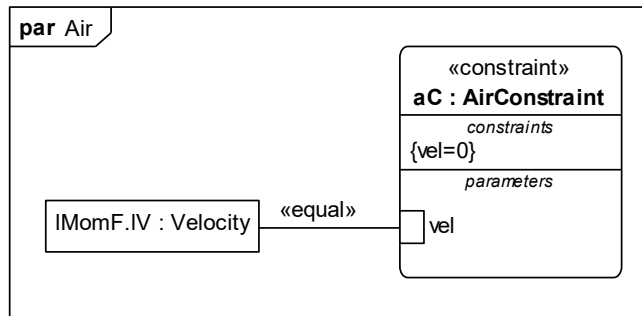 par Air
«constraint»
aC : AirConstraint
constraints
{vel=0}
parameters
lMomF.lV : Velocity
«equal»
vel